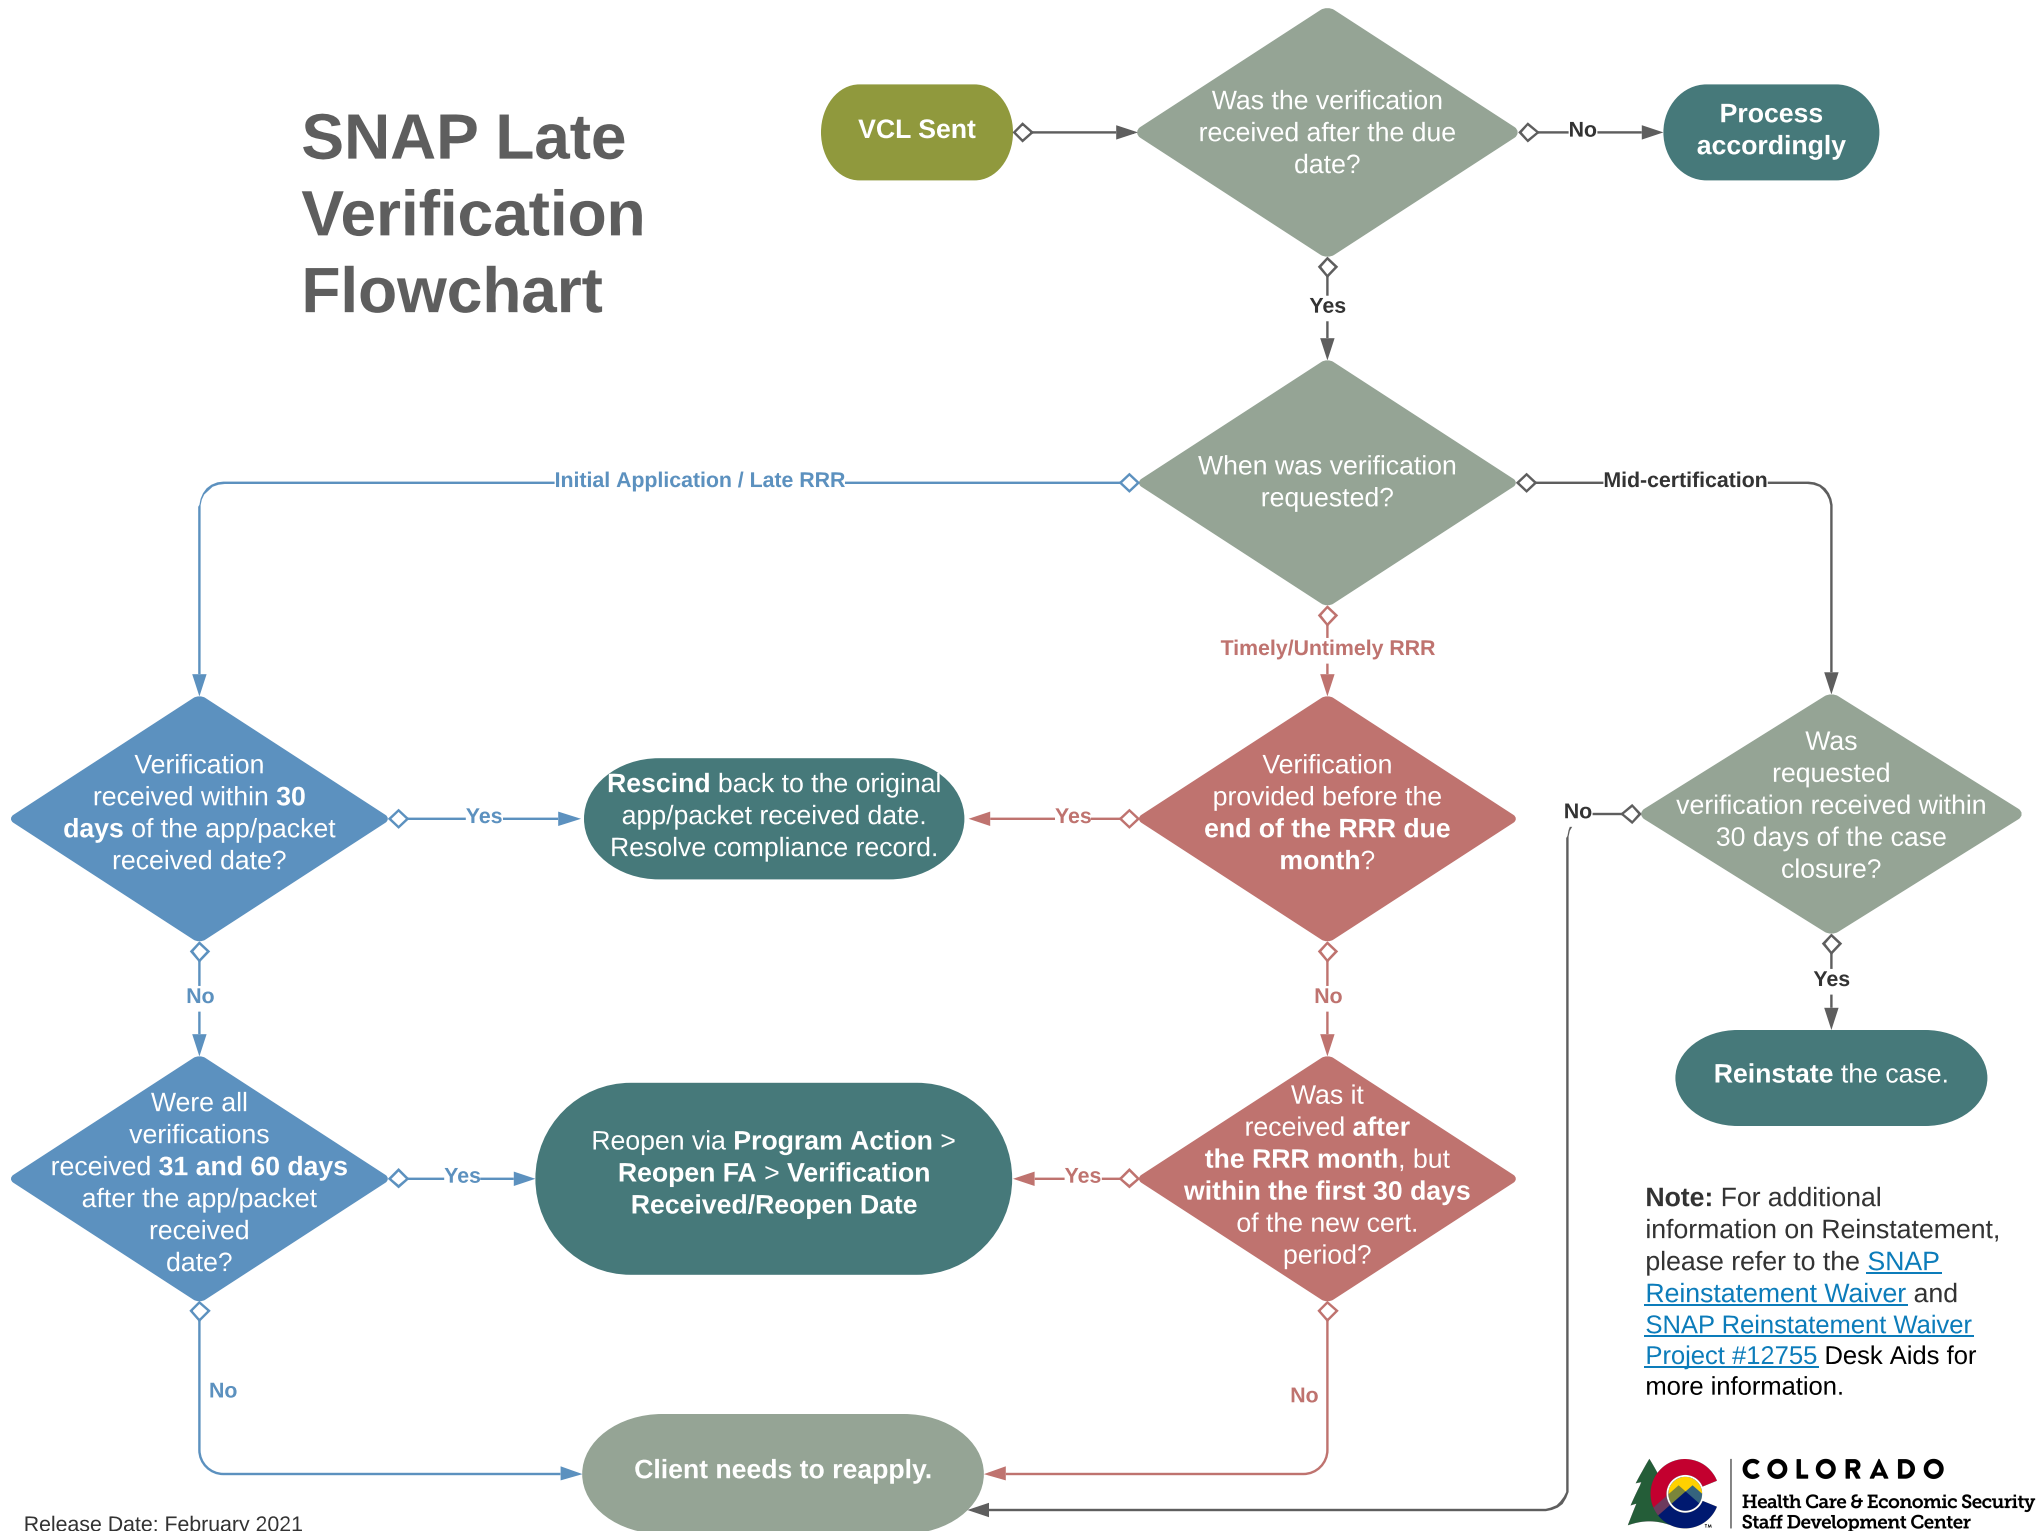 SNAP Late
Verification
Flowchart
VCL Sent
Was the verification
received after the due
date?
No
Process
accordingly
Yes
When was verification
requested?
Initial Application / Late RRR
Mid-certification
Timely/Untimely RRR
Verification
received within 30
days of the app/packet
received date?
Yes
Rescind back to the original
app/packet received date.
Resolve compliance record.
Yes
Verification
provided before the
end of the RRR due
month?
No
Was
requested
verification received within
30 days of the case
closure?
No
No
Yes
Reinstate the case.
Were all
verifications
received 31 and 60 days
after the app/packet
received
date?
Yes
Reopen via Program Action >
Reopen FA > Verification
Received/Reopen Date
Yes
Was it
received after
the RRR month, but
within the first 30 days
of the new cert.
period?
No
No
Client needs to reapply.
Note: For additional
information on Reinstatement,
please refer to the SNAP
Reinstatement Waiver and
SNAP Reinstatement Waiver
Project #12755 Desk Aids for
more information.
Release Date: February 2021
COLORADO
Health Care & Economic Security
Staff Development Center
TM